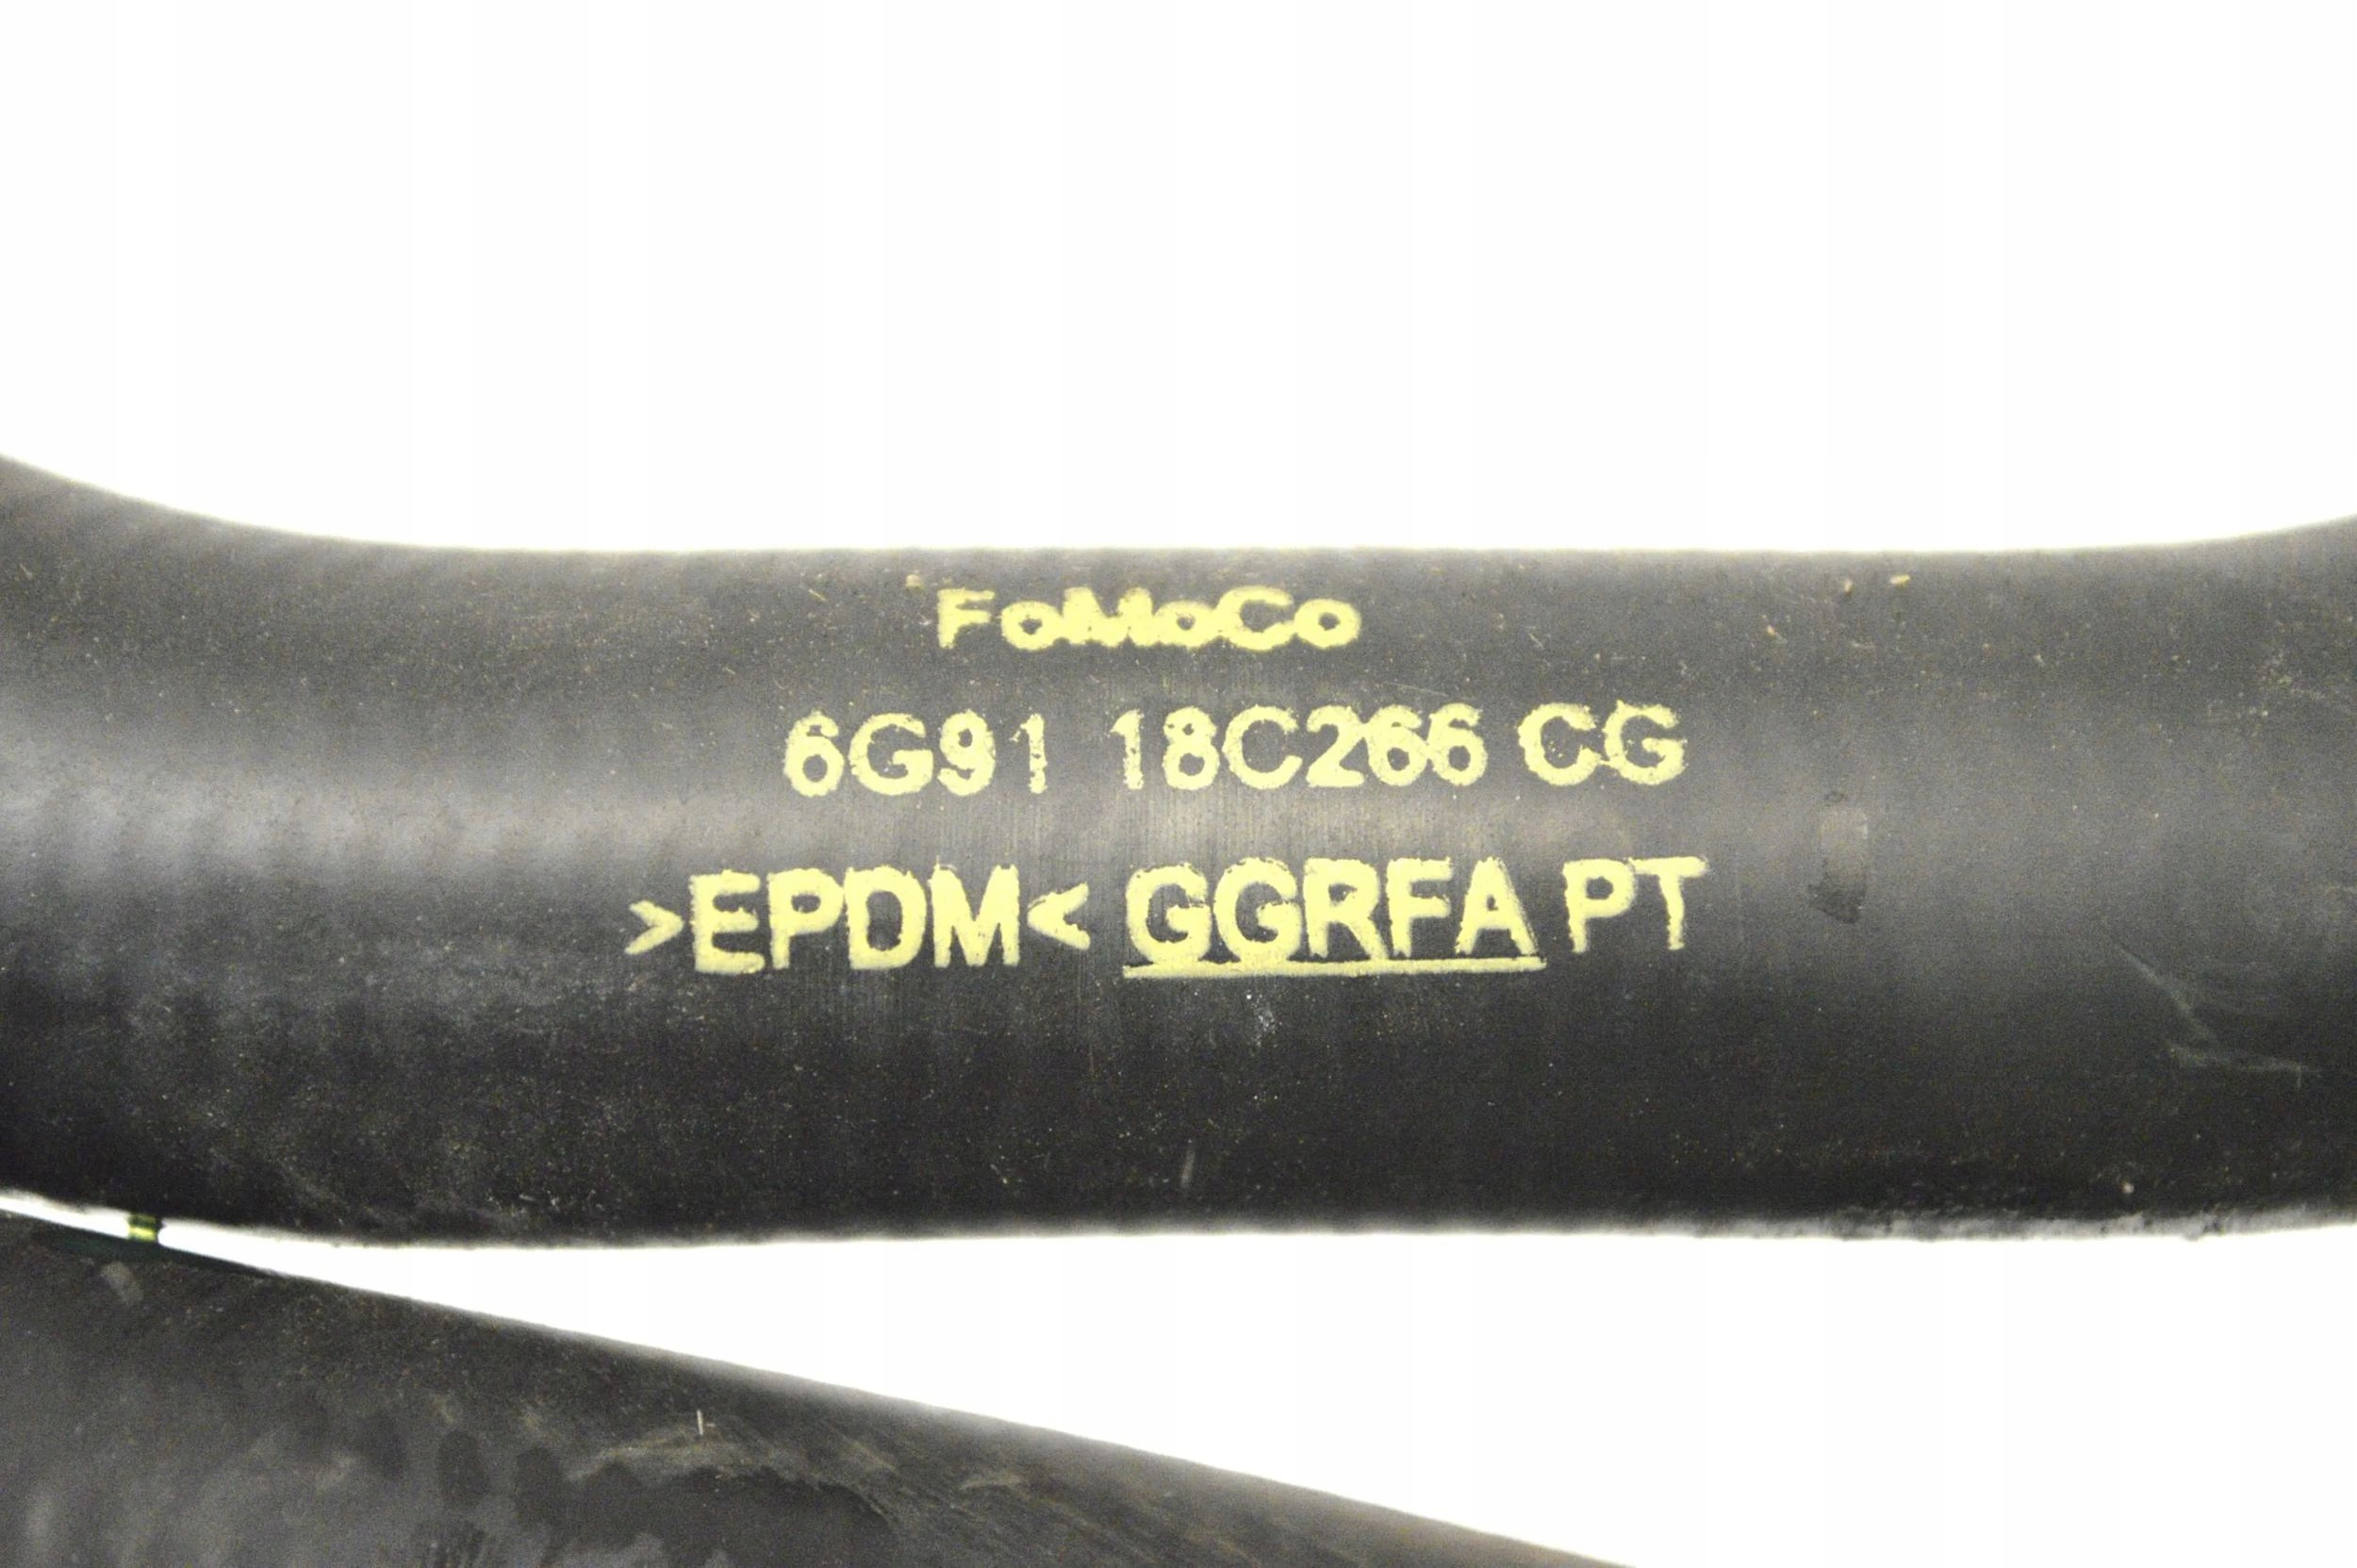 FoMoCo
6G91 18C266 CG
>EPDM< GGRFA PT